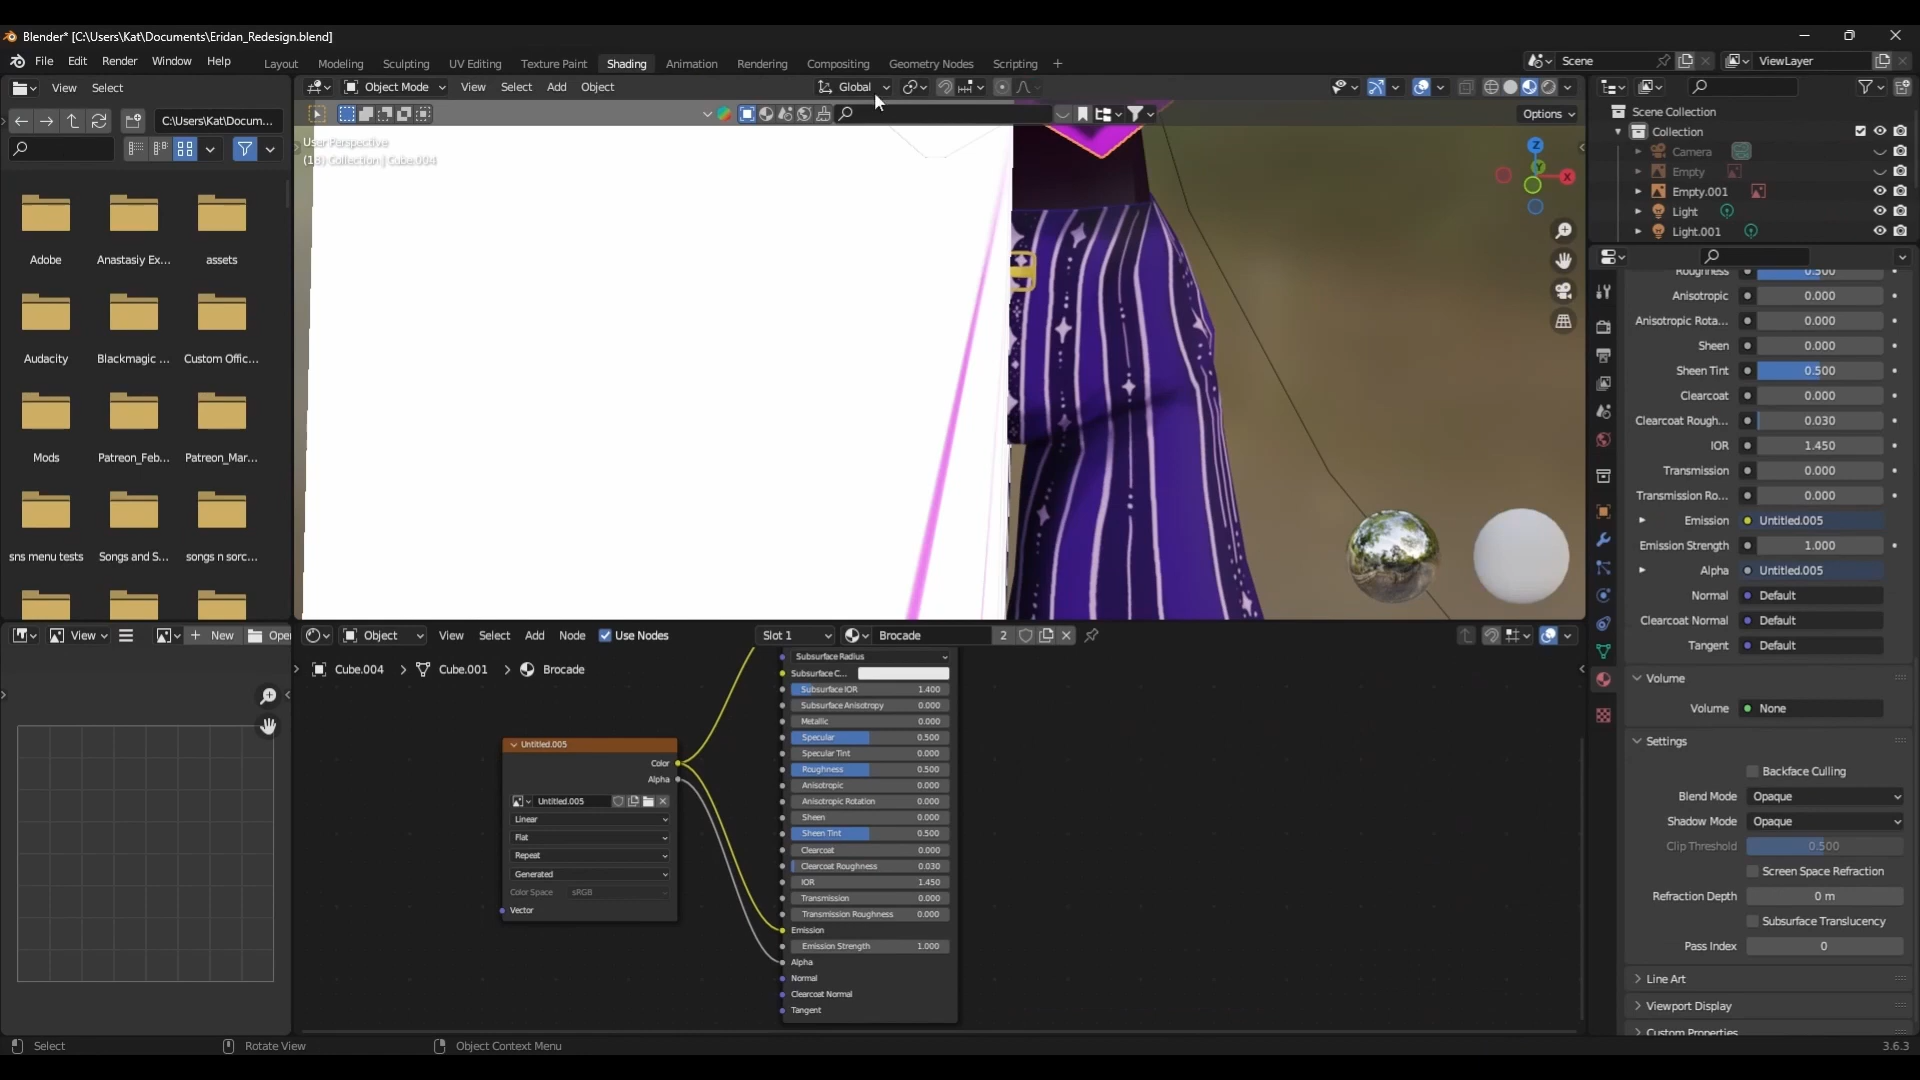 Blender* [C:\Users\Kat\Documents\Eridan_Redesign.blend]
File Edit Render Window Help Layout Modeling Sculpting UV Editing Texture Paint Shading Animation Rendering Compositing Geometry Nodes Scripting + Scene ViewLayer
View Select Object Mode View Select Add Object Global
C:\Users\Kat\Docum... Options
User Perspective
(18) Collection | Cube.004
Scene Collection
Collection
Camera
Empty
Empty.001
Light
Light.001
Adobe Anastasiy Ex... assets
Audacity Blackmagic ... Custom Offic...
Mods Patreon_Feb... Patreon_Mar...
sns menu tests Songs and S... songs n sorc...
Roughness 0.500
Anisotropic 0.000
Anisotropic Rota... 0.000
Sheen 0.000
Sheen Tint 0.500
Clearcoat 0.000
Clearcoat Rough... 0.030
IOR 1.450
Transmission 0.000
Transmission Ro... 0.000
Emission Untitled.005
Emission Strength 1.000
Alpha Untitled.005
Normal Default
Clearcoat Normal Default
Tangent Default
Volume
Volume None
Settings
Backface Culling
Blend Mode Opaque
Shadow Mode Opaque
Clip Threshold 0.500
Screen Space Refraction
Refraction Depth 0 m
Subsurface Translucency
Pass Index 0
Line Art
Viewport Display
Custom Properties
View + New Open
Object View Select Add Node Use Nodes Slot 1 Brocade 2
Cube.004 > Cube.001 > Brocade
Untitled.005
Color
Alpha
Untitled.005
Linear
Flat
Repeat
Generated
Color Space sRGB
Vector
Subsurface Radius
Subsurface C...
Subsurface IOR 1.400
Subsurface Anisotropy 0.000
Metallic 0.000
Specular 0.500
Specular Tint 0.000
Roughness 0.500
Anisotropic 0.000
Anisotropic Rotation 0.000
Sheen 0.000
Sheen Tint 0.500
Clearcoat 0.000
Clearcoat Roughness 0.030
IOR 1.450
Transmission 0.000
Transmission Roughness 0.000
Emission
Emission Strength 1.000
Alpha
Normal
Clearcoat Normal
Tangent
Select Rotate View Object Context Menu 3.6.3